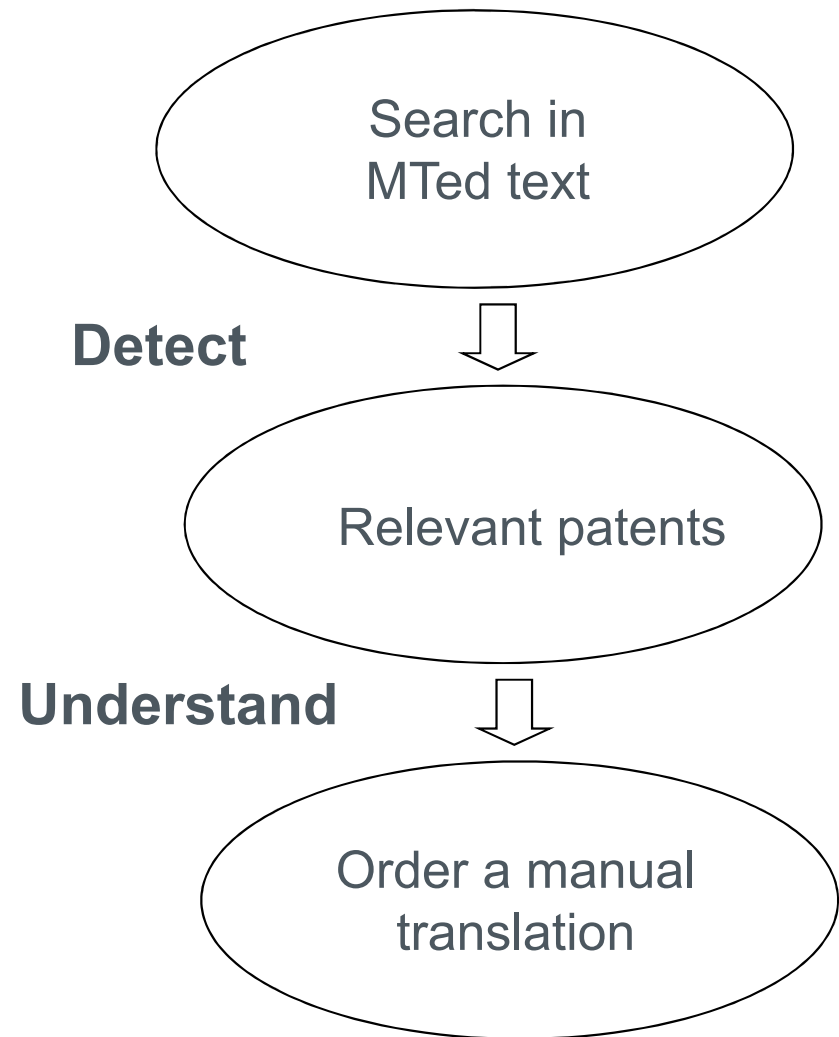 Search in
MTed text
Detect
Relevant patents
Understand
Order a manual
translation